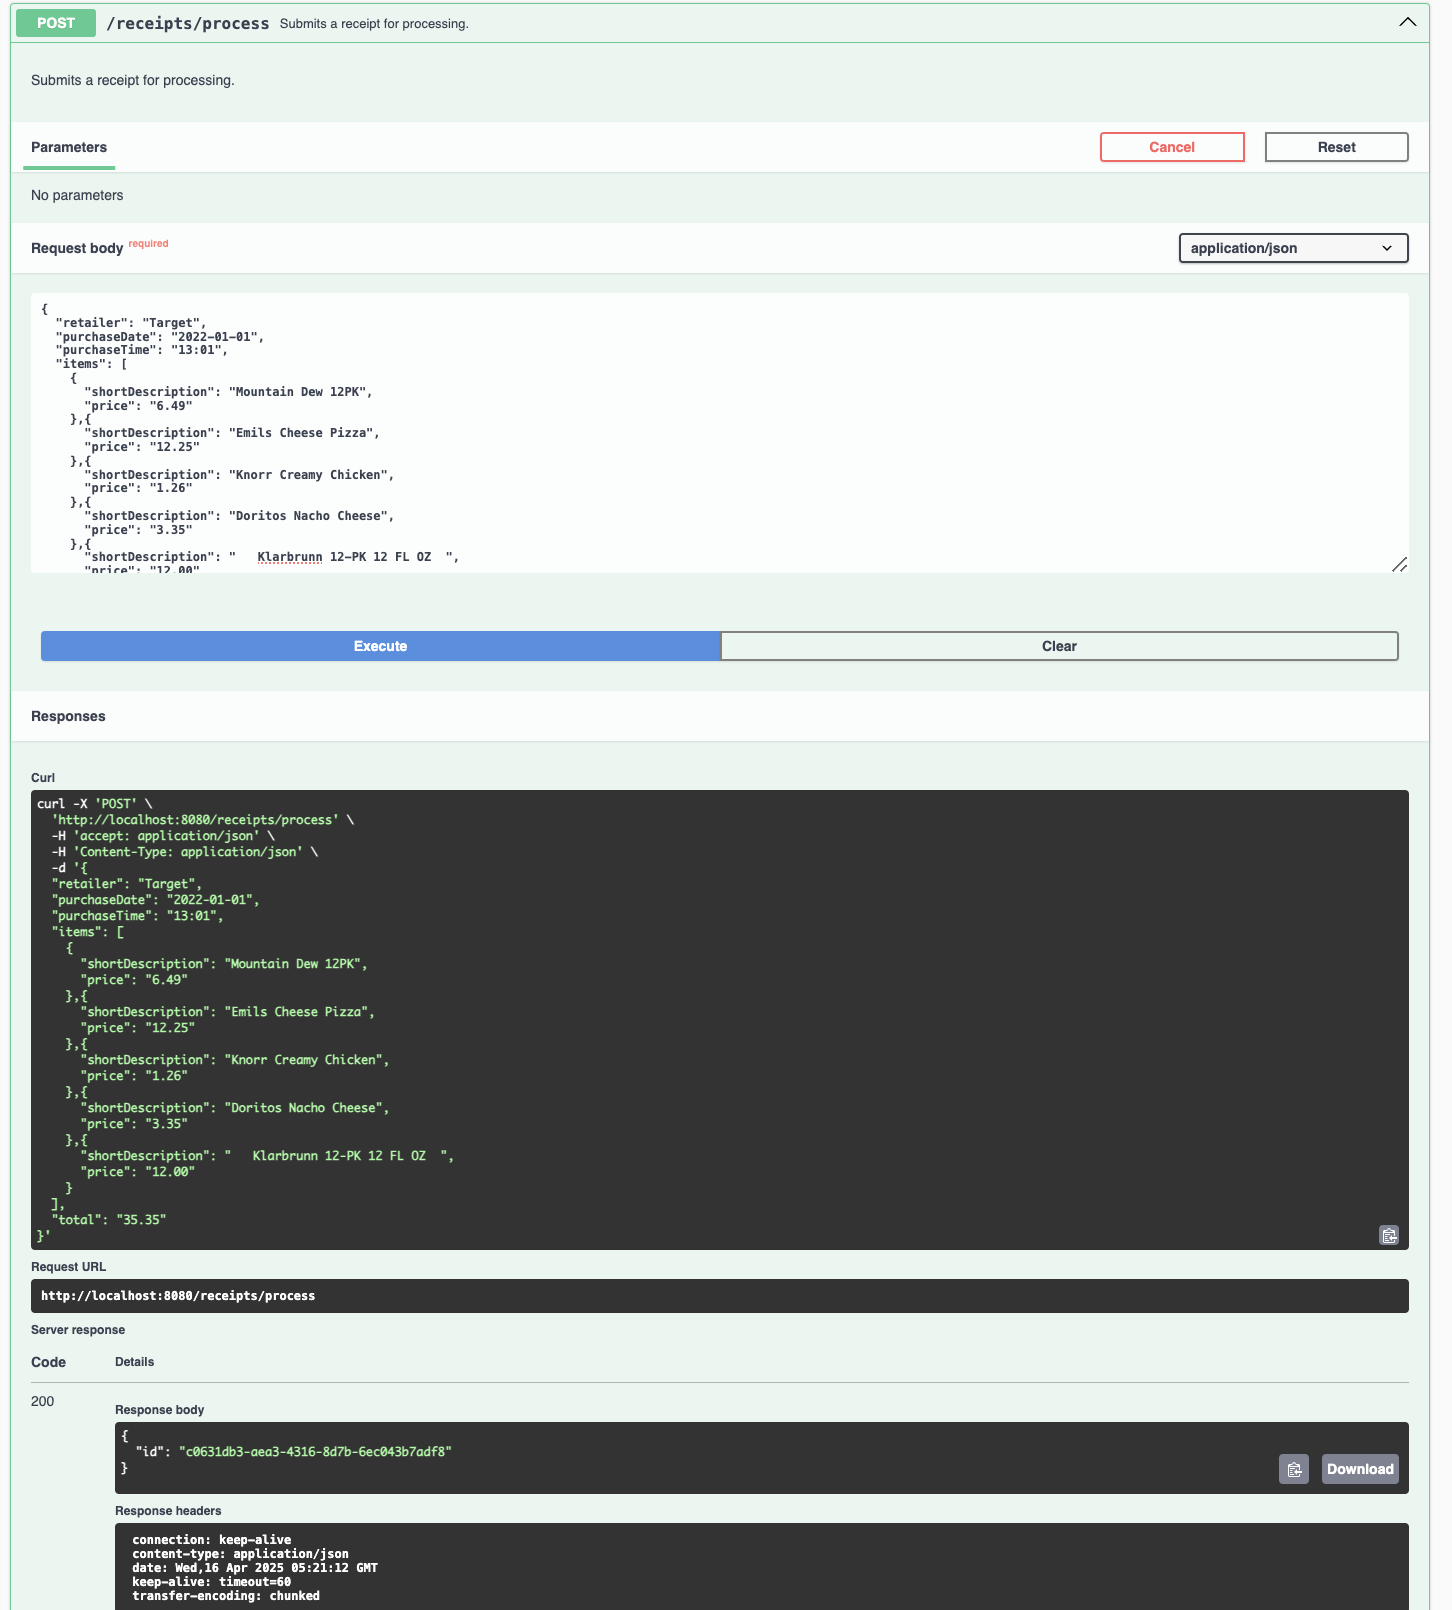 POST /receipts/process Submits a receipt for processing.
Submits a receipt for processing.
Parameters Cancel Reset
No parameters
Request body required application/json
{
  "retailer": "Target",
  "purchaseDate": "2022-01-01",
  "purchaseTime": "13:01",
  "items": [
    {
      "shortDescription": "Mountain Dew 12PK",
      "price": "6.49"
    },{
      "shortDescription": "Emils Cheese Pizza",
      "price": "12.25"
    },{
      "shortDescription": "Knorr Creamy Chicken",
      "price": "1.26"
    },{
      "shortDescription": "Doritos Nacho Cheese",
      "price": "3.35"
    },{
      "shortDescription": "   Klarbrunn 12-PK 12 FL OZ  ",
      "price": "12.00"
Execute Clear
Responses
Curl
curl -X 'POST' \
  'http://localhost:8080/receipts/process' \
  -H 'accept: application/json' \
  -H 'Content-Type: application/json' \
  -d '{
  "retailer": "Target",
  "purchaseDate": "2022-01-01",
  "purchaseTime": "13:01",
  "items": [
    {
      "shortDescription": "Mountain Dew 12PK",
      "price": "6.49"
    },{
      "shortDescription": "Emils Cheese Pizza",
      "price": "12.25"
    },{
      "shortDescription": "Knorr Creamy Chicken",
      "price": "1.26"
    },{
      "shortDescription": "Doritos Nacho Cheese",
      "price": "3.35"
    },{
      "shortDescription": "   Klarbrunn 12-PK 12 FL OZ  ",
      "price": "12.00"
    }
  ],
  "total": "35.35"
}'
Request URL
http://localhost:8080/receipts/process
Server response
Code Details
200
Response body
{
  "id": "c0631db3-aea3-4316-8d7b-6ec043b7adf8"
}
Download
Response headers
connection: keep-alive
content-type: application/json
date: Wed,16 Apr 2025 05:21:12 GMT
keep-alive: timeout=60
transfer-encoding: chunked